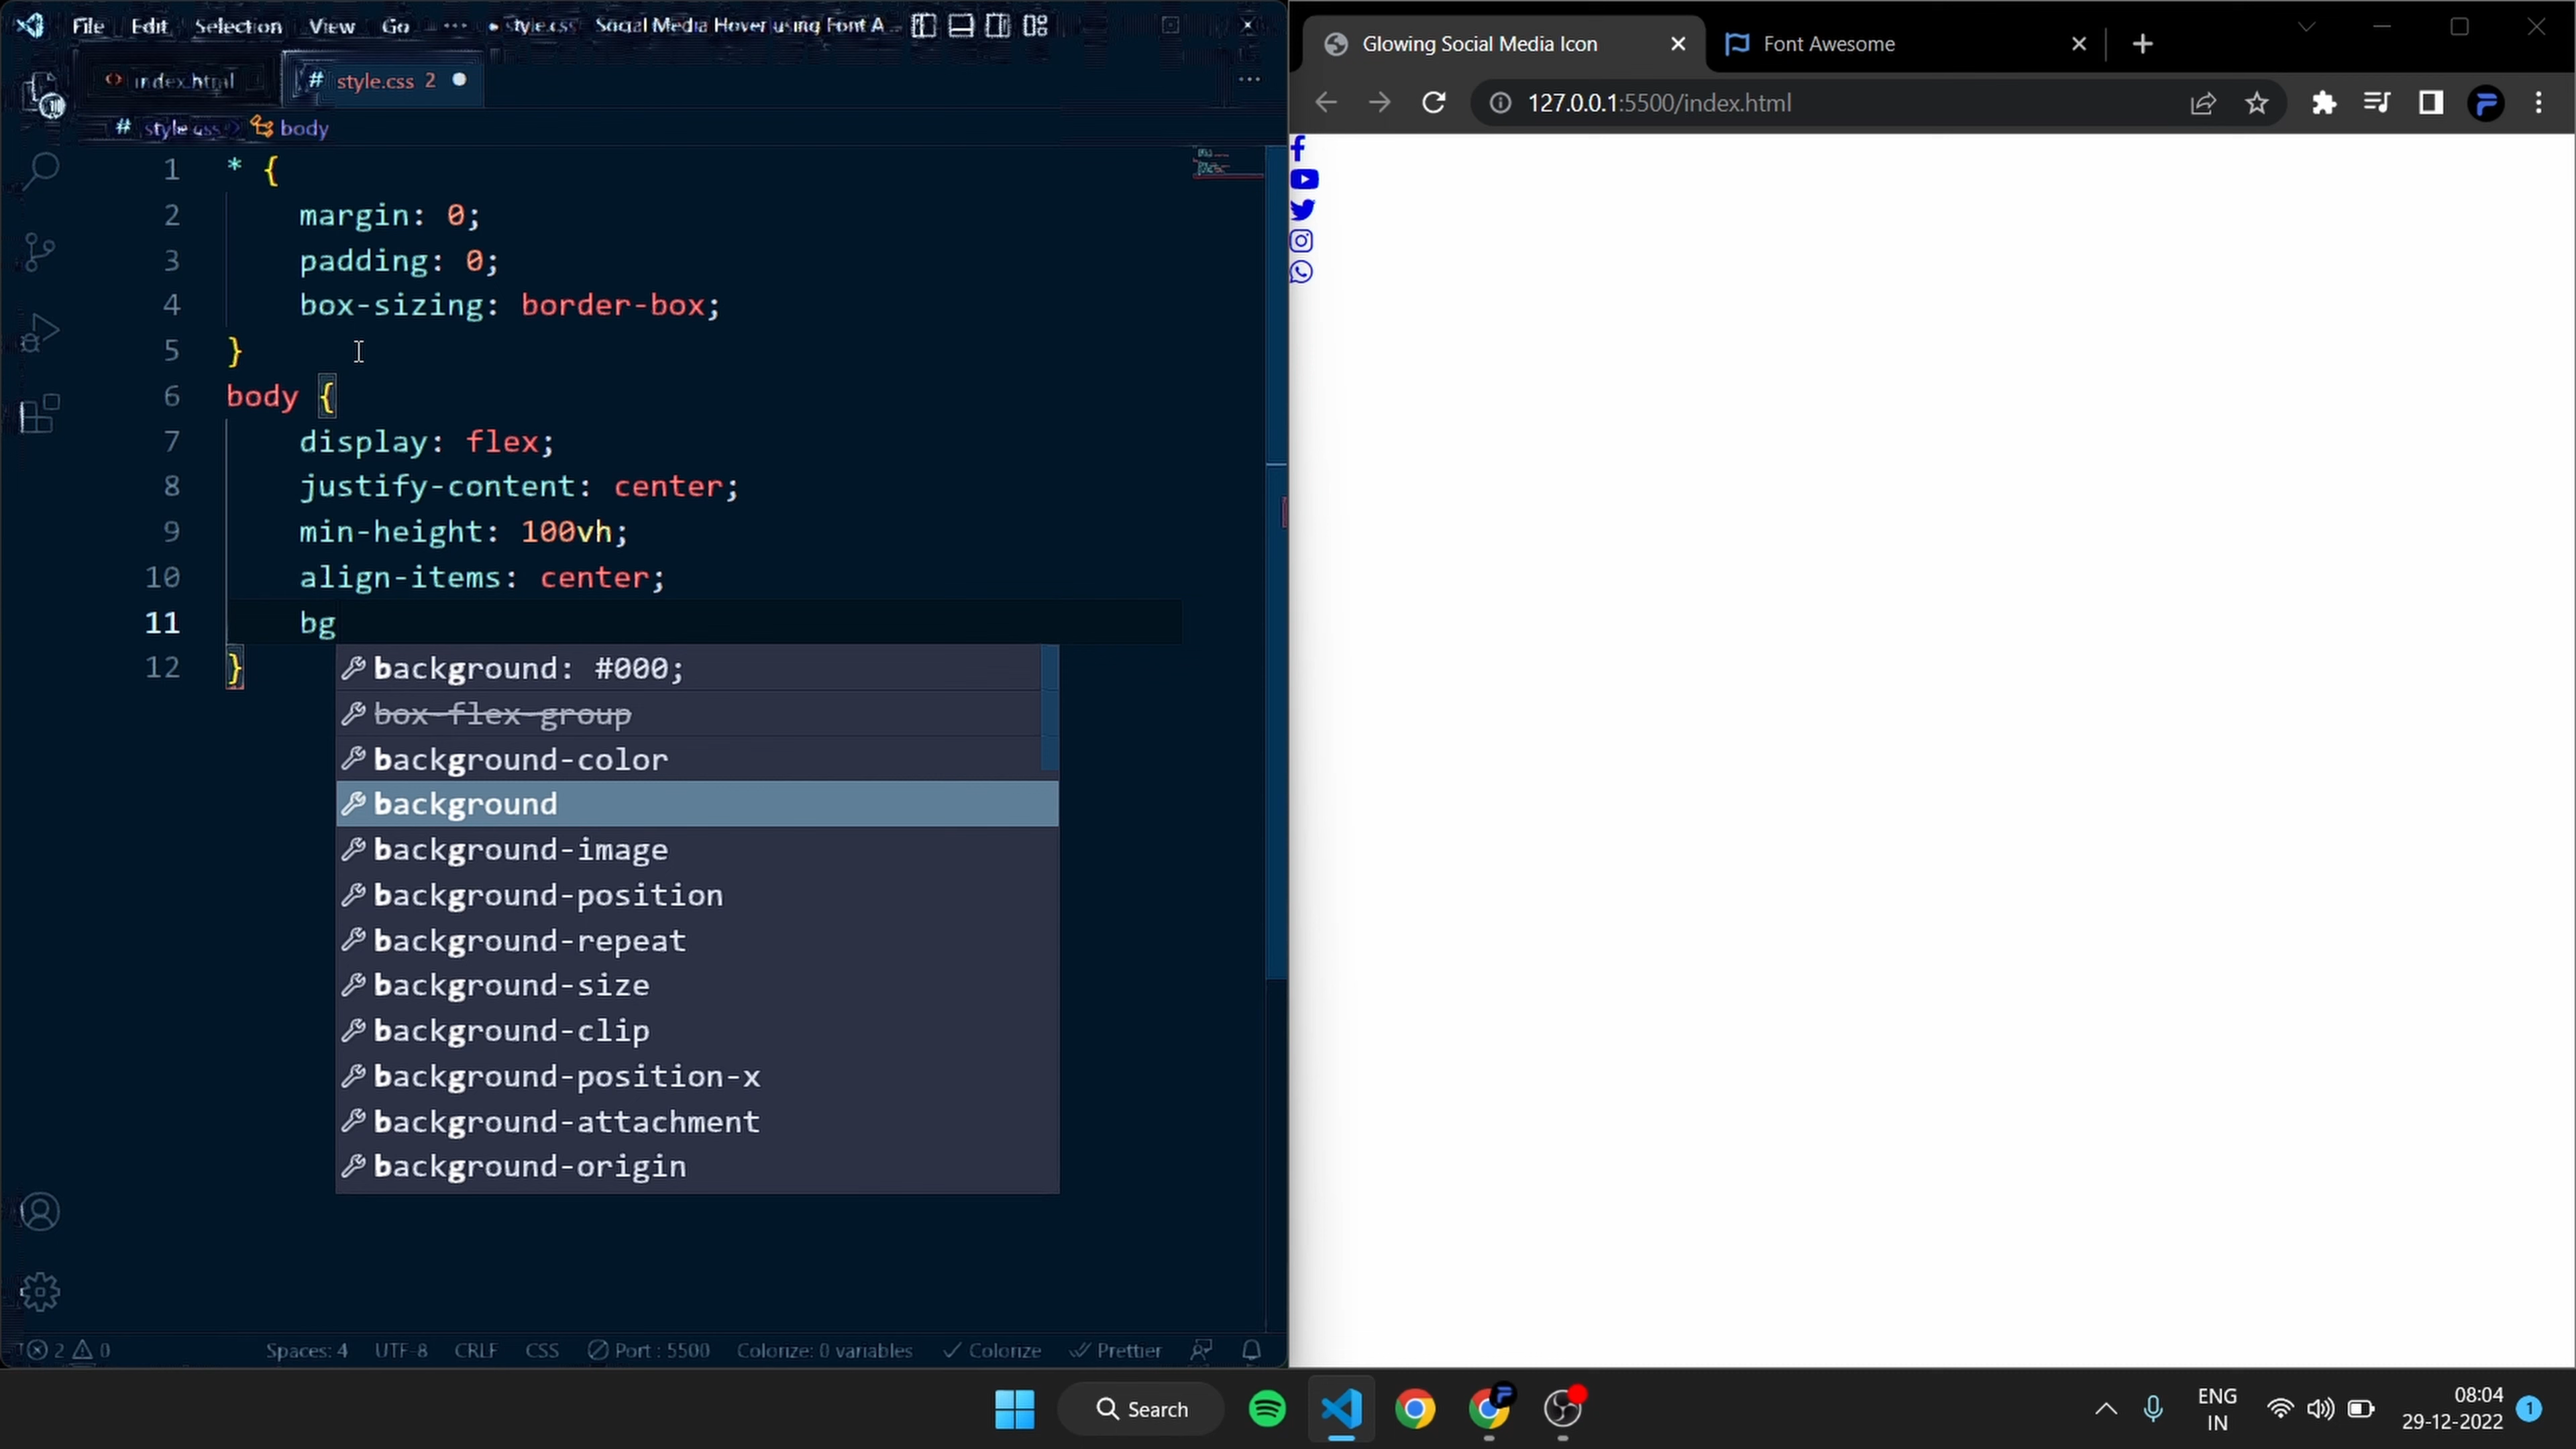 File Edit Selection View Go ··· ● style.css Social Media Hover using Font A...
index.html
# style.css 2 ●
# style.css > body
1 * {
2 margin: 0;
3 padding: 0;
4 box-sizing: border-box;
5 }
6 body {
7 display: flex;
8 justify-content: center;
9 min-height: 100vh;
10 align-items: center;
11 bg
12 }
background: #000;
box-flex-group
background-color
background
background-image
background-position
background-repeat
background-size
background-clip
background-position-x
background-attachment
background-origin
2 0 Spaces: 4 UTF-8 CRLF CSS Port : 5500 Colorize: 0 variables Colorize Prettier
Glowing Social Media Icon
Font Awesome
127.0.0.1:5500/index.html
Search
ENG
IN
08:04
29-12-2022
1